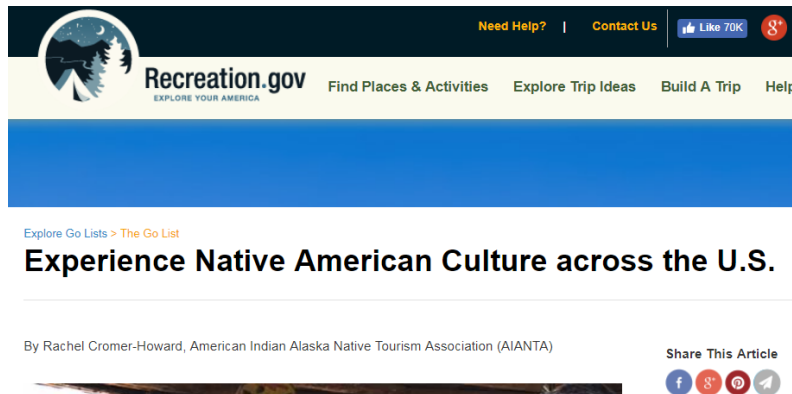 Need Help? | Contact Us Like 70K g+
Recreation.gov
EXPLORE YOUR AMERICA
Find Places & Activities Explore Trip Ideas Build A Trip Help
Explore Go Lists > The Go List
Experience Native American Culture across the U.S.
By Rachel Cromer-Howard, American Indian Alaska Native Tourism Association (AIANTA)
Share This Article
f g+